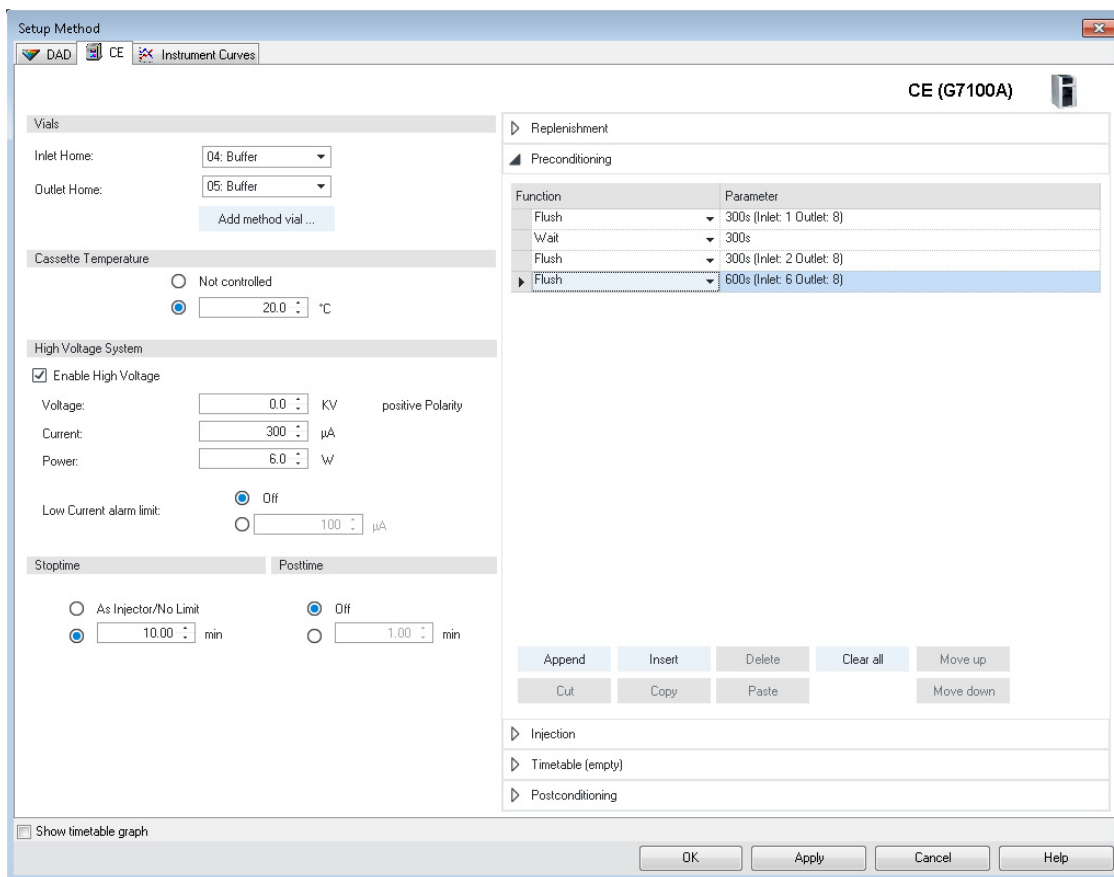 Setup Method
DAD CE Instrument Curves
CE (G7100A)
Vials
Inlet Home: 04: Buffer
Outlet Home: 05: Buffer
Add method vial ...
Cassette Temperature
Not controlled
20.0 °C
High Voltage System
Enable High Voltage
Voltage: 0.0 KV positive Polarity
Current: 300 µA
Power: 6.0 W
Low Current alarm limit: Off
100 µA
Stoptime Posttime
As Injector/No Limit Off
10.00 min 1.00 min
Replenishment
Preconditioning
Function Parameter
Flush 300s (Inlet: 1 Outlet: 8)
Wait 300s
Flush 300s (Inlet: 2 Outlet: 8)
Flush 600s (Inlet: 6 Outlet: 8)
Append Insert Delete Clear all Move up
Cut Copy Paste Move down
Injection
Timetable (empty)
Postconditioning
Show timetable graph
OK Apply Cancel Help